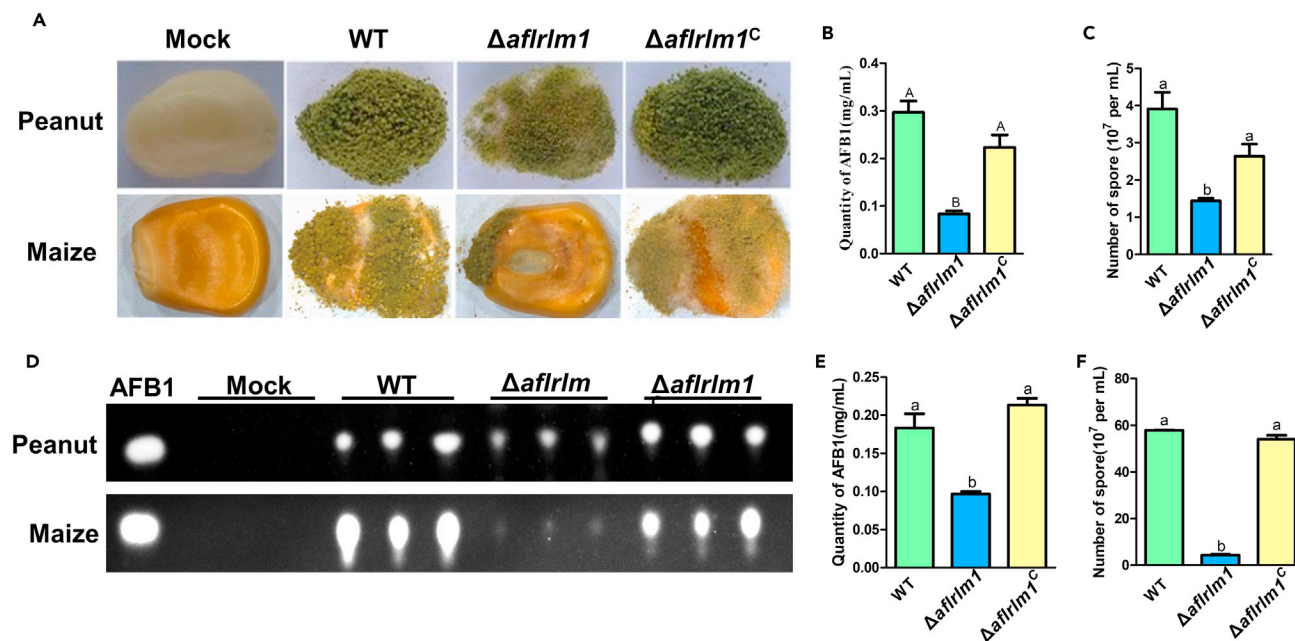 A
Mock WT Δaflrlm1 Δaflrlm1C
Peanut
Maize
B
Quantity of AFB1(mg/mL)
0.4
0.3
0.2
0.1
0.0
A
B
A
WT
Δaflrlm1
Δaflrlm1C
C
Number of spore (10⁷ per mL)
5
4
3
2
1
0
a
b
a
WT
Δaflrlm1
Δaflrlm1C
D
AFB1 Mock WT Δaflrlm Δaflrlm1
Peanut
Maize
E
Quantity of AFB1(mg/mL)
0.25
0.20
0.15
0.10
0.05
0.00
a
b
a
WT
Δaflrlm1
Δaflrlm1C
F
Number of spore(10⁷ per mL)
80
60
40
20
0
a
b
a
WT
Δaflrlm1
Δaflrlm1C